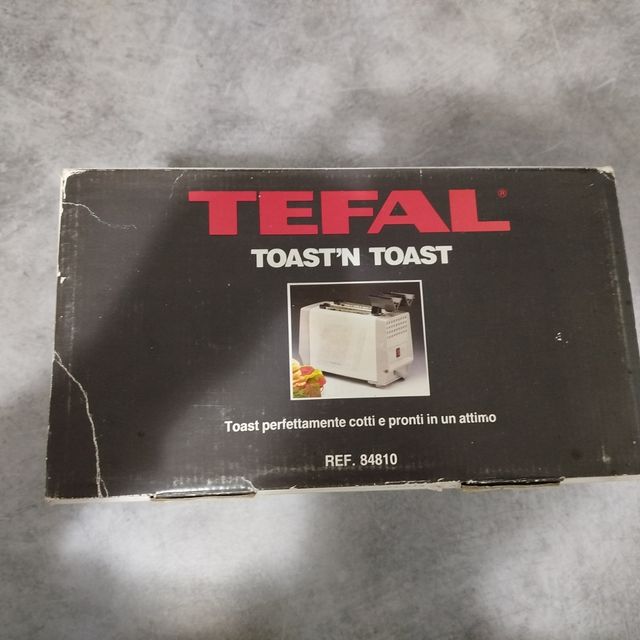 TEFAL®
TOAST'N TOAST
Toast perfettamente cotti e pronti in un attimo
REF. 84810